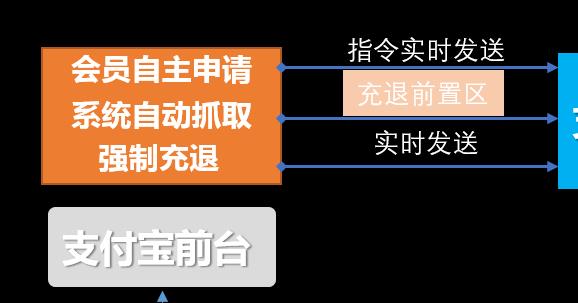 指令实时发送
会员自主申请
充退前置区
系统自动抓取
实时发送
强制充退
支付宝前台